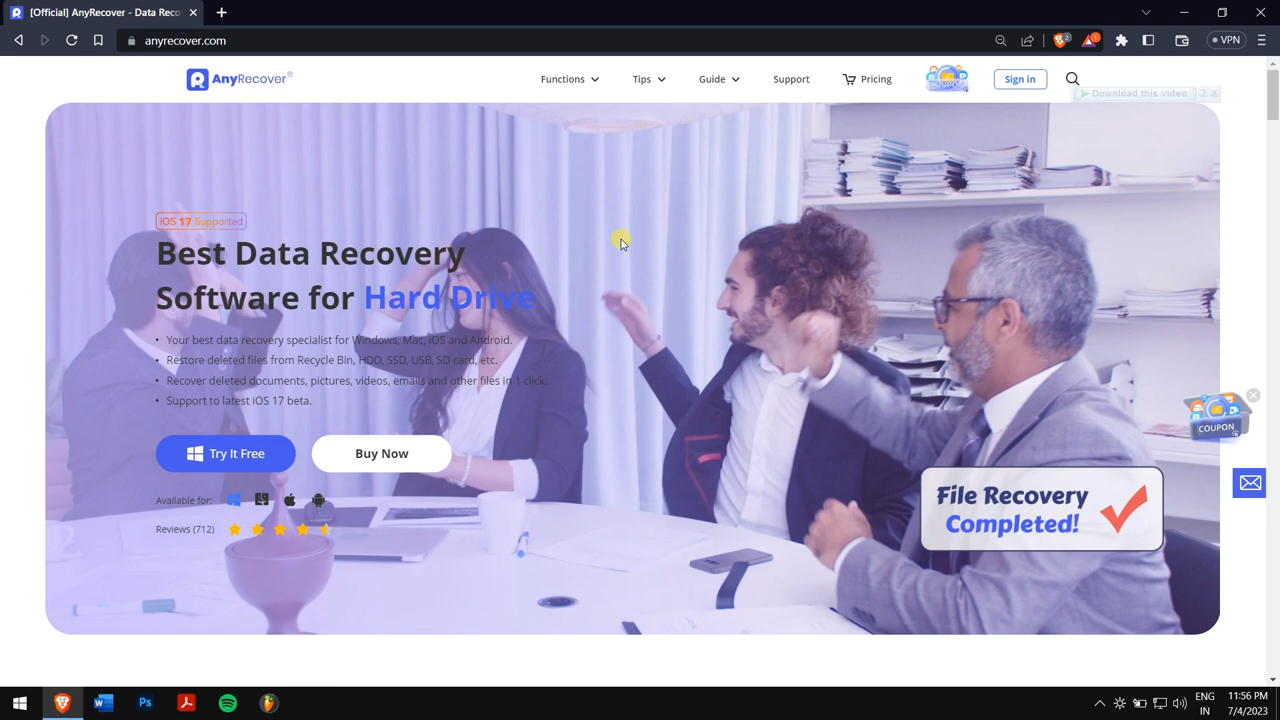 [Official] AnyRecover - Data Reco
anyrecover.com
2
1
VPN
AnyRecover®
Functions
Tips
Guide
Support
Pricing
COUPON
Sign in
Download this video
?
iOS 17 Supported
Best Data Recovery
Software for Hard Drive
• Your best data recovery specialist for Windows, Mac, iOS and Android.
• Restore deleted files from Recycle Bin, HDD, SSD, USB, SD card, etc.
• Recover deleted documents, pictures, videos, emails and other files in 1 click.
• Support to latest iOS 17 beta.
COUPON
Try It Free
Buy Now
File Recovery
Completed!
Available for:
Reviews (712)
W
Ps
ENG
IN
11:56 PM
7/4/2023